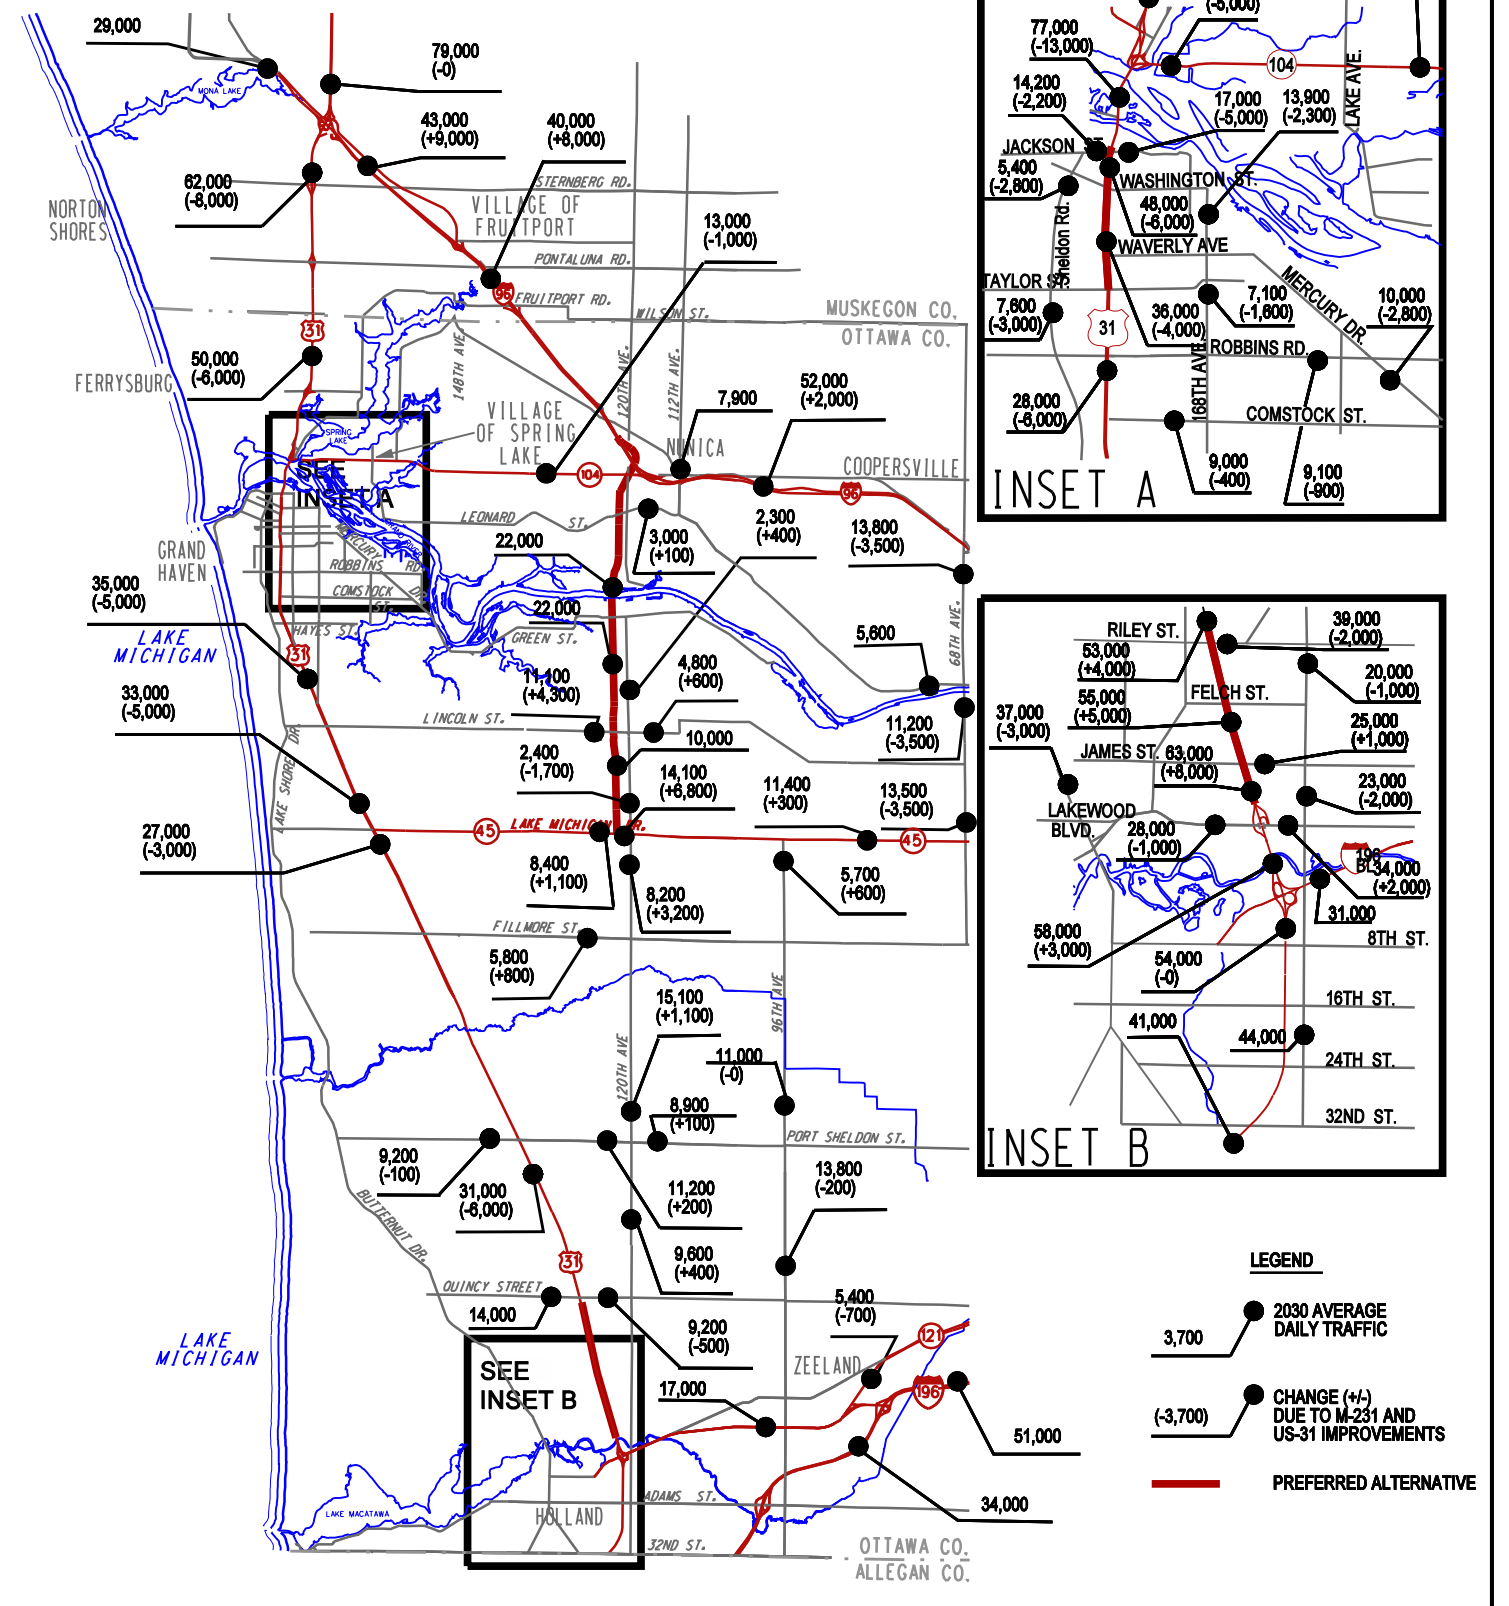 29,000
79,000
(-0)
43,000
(+9,000)
40,000
(+8,000)
62,000
(-8,000)
MONA LAKE
NORTON
SHORES
STERNBERG RD.
VILLAGE OF
FRUITPORT
13,000
(-1,000)
PONTALUNA RD.
96
FRUITPORT RD.
WILSON ST.
MUSKEGON CO.
OTTAWA CO.
31
50,000
(-6,000)
FERRYSBURG
148TH AVE.
120TH AVE.
112TH AVE.
7,900
52,000
(+2,000)
VILLAGE
OF SPRING
LAKE
SPRING
LAKE
SEE
INSET A
NUNICA
COOPERSVILLE
104
96
LEONARD ST.
3,000
(+100)
2,300
(+400)
13,800
(-3,500)
22,000
GRAND
HAVEN
MERCURY
DR.
GRAND RIVER
ROBBINS RD.
COMSTOCK
ST.
HAYES ST.
35,000
(-5,000)
LAKE
MICHIGAN
31
22,000
GREEN ST.
5,600
68TH AVE.
11,100
(+4,300)
4,800
(+600)
33,000
(-5,000)
LINCOLN ST.
11,200
(-3,500)
10,000
2,400
(-1,700)
14,100
(+6,800)
11,400
(+300)
13,500
(-3,500)
LAKE SHORE DR.
27,000
(-3,000)
45
LAKE MICHIGAN DR.
45
8,400
(+1,100)
8,200
(+3,200)
5,700
(+600)
FILLMORE ST.
5,800
(+800)
96TH AVE
120TH AVE
15,100
(+1,100)
11,000
(-0)
8,900
(+100)
PORT SHELDON ST.
9,200
(-100)
31,000
(-6,000)
11,200
(+200)
13,800
(-200)
BUTTERNUT DR.
9,600
(+400)
31
QUINCY STREET
14,000
5,400
(-700)
9,200
(-500)
121
ZEELAND
LAKE
MICHIGAN
SEE
INSET B
17,000
196
51,000
34,000
ADAMS ST.
HOLLAND
LAKE MACATAWA
32ND ST.
OTTAWA CO.
ALLEGAN CO.
(-5,000)
77,000
(-13,000)
104
LAKE AVE.
14,200
(-2,200)
17,000
(-5,000)
13,900
(-2,300)
JACKSON ST.
5,400
(-2,800)
WASHINGTON ST.
48,000
(-6,000)
Sheldon Rd.
WAVERLY AVE
TAYLOR ST.
MERCURY DR.
7,600
(-3,000)
31
36,000
(-4,000)
7,100
(-1,600)
10,000
(-2,800)
168TH AVE.
ROBBINS RD.
28,000
(-6,000)
COMSTOCK ST.
9,000
(-400)
9,100
(-900)
INSET A
RILEY ST.
39,000
(-2,000)
53,000
(+4,000)
20,000
(-1,000)
FELCH ST.
55,000
(+5,000)
37,000
(-3,000)
25,000
(+1,000)
JAMES ST.
63,000
(+8,000)
23,000
(-2,000)
LAKEWOOD
BLVD.
28,000
(-1,000)
196
34,000
(+2,000)
31,000
58,000
(+3,000)
8TH ST.
54,000
(-0)
16TH ST.
41,000
44,000
24TH ST.
32ND ST.
INSET B
LEGEND
3,700
2030 AVERAGE
DAILY TRAFFIC
(-3,700)
CHANGE (+/-)
DUE TO M-231 AND
US-31 IMPROVEMENTS
PREFERRED ALTERNATIVE